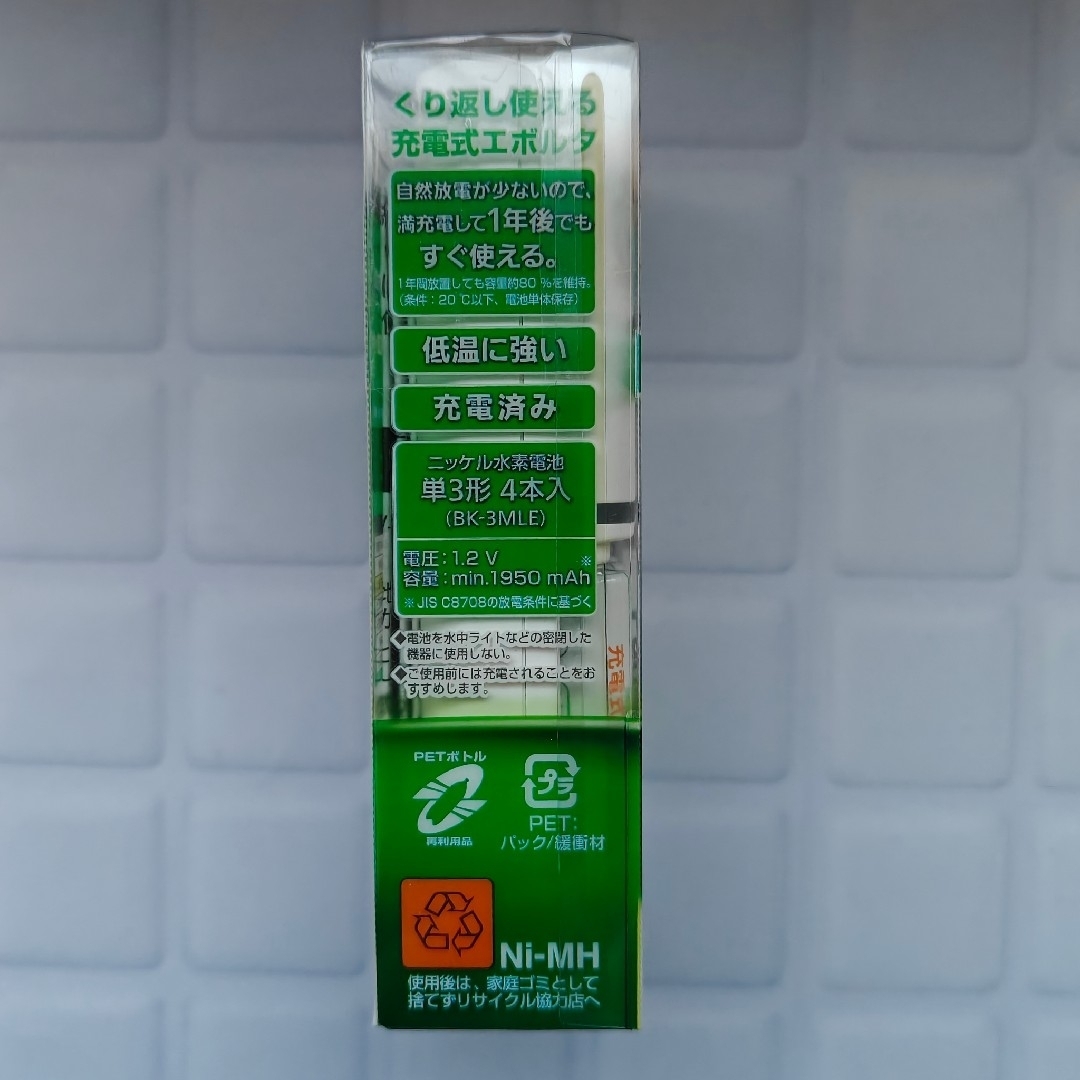 くり返し使える
充電式エボルタ
自然放電が少ないので、
満充電して1年後でも
すぐ使える。
1年間放置しても容量約80 %を維持。
(条件：20 ℃以下、電池単体保存)
低温に強い
充電済み
ニッケル水素電池
単3形 4本入
(BK-3MLE)
電圧：1.2 V
容量：min.1950 mAh※
※JIS C8708の放電条件に基づく
◆電池を水中ライトなどの密閉した
機器に使用しない。
◆ご使用前には充電されることをお
すすめします。
充電式
PETボトル
再利用品
プラ
PET：
パック/緩衝材
Ni-MH
使用後は、家庭ゴミとして
捨てずリサイクル協力店へ